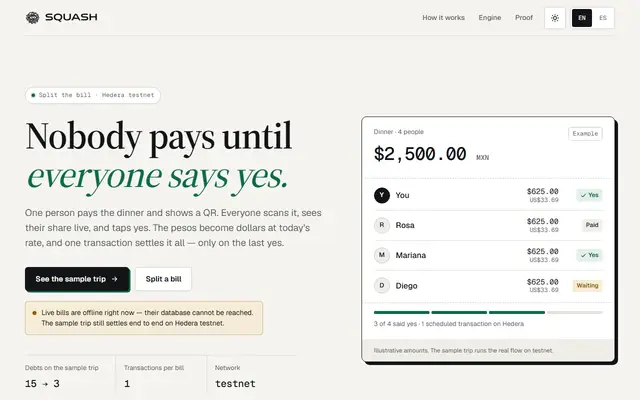 SQUASH
How it works
Engine
Proof
EN
ES
Split the bill · Hedera testnet
Nobody pays until
everyone says yes.
One person pays the dinner and shows a QR. Everyone scans it, sees
their share live, and taps yes. The pesos become dollars at today's
rate, and one transaction settles it all — only on the last yes.
See the sample trip →
Split a bill
Live bills are offline right now — their database cannot be reached.
The sample trip still settles end to end on Hedera testnet.
Debts on the sample trip
15 → 3
Transactions per bill
1
Network
testnet
Dinner · 4 people
Example
$2,500.00 MXN
Y You $625.00 ✓ Yes
US$33.69
R Rosa $625.00 Paid
US$33.69
M Mariana $625.00 ✓ Yes
US$33.69
D Diego $625.00 Waiting
US$33.69
3 of 4 said yes · 1 scheduled transaction on Hedera
Illustrative amounts. The sample trip runs the real flow on testnet.